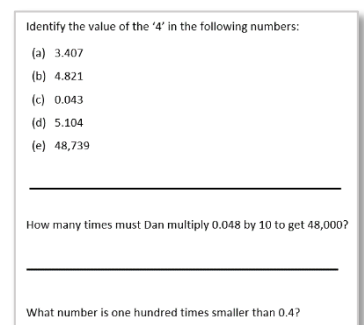 Identify the value of the ‘4’ in the following numbers:
(a) 3.407
(b) 4.821
(c) 0.043
(d) 5.104
(e) 48,739
How many times must Dan multiply 0.048 by 10 to get 48,000?
What number is one hundred times smaller than 0.4?